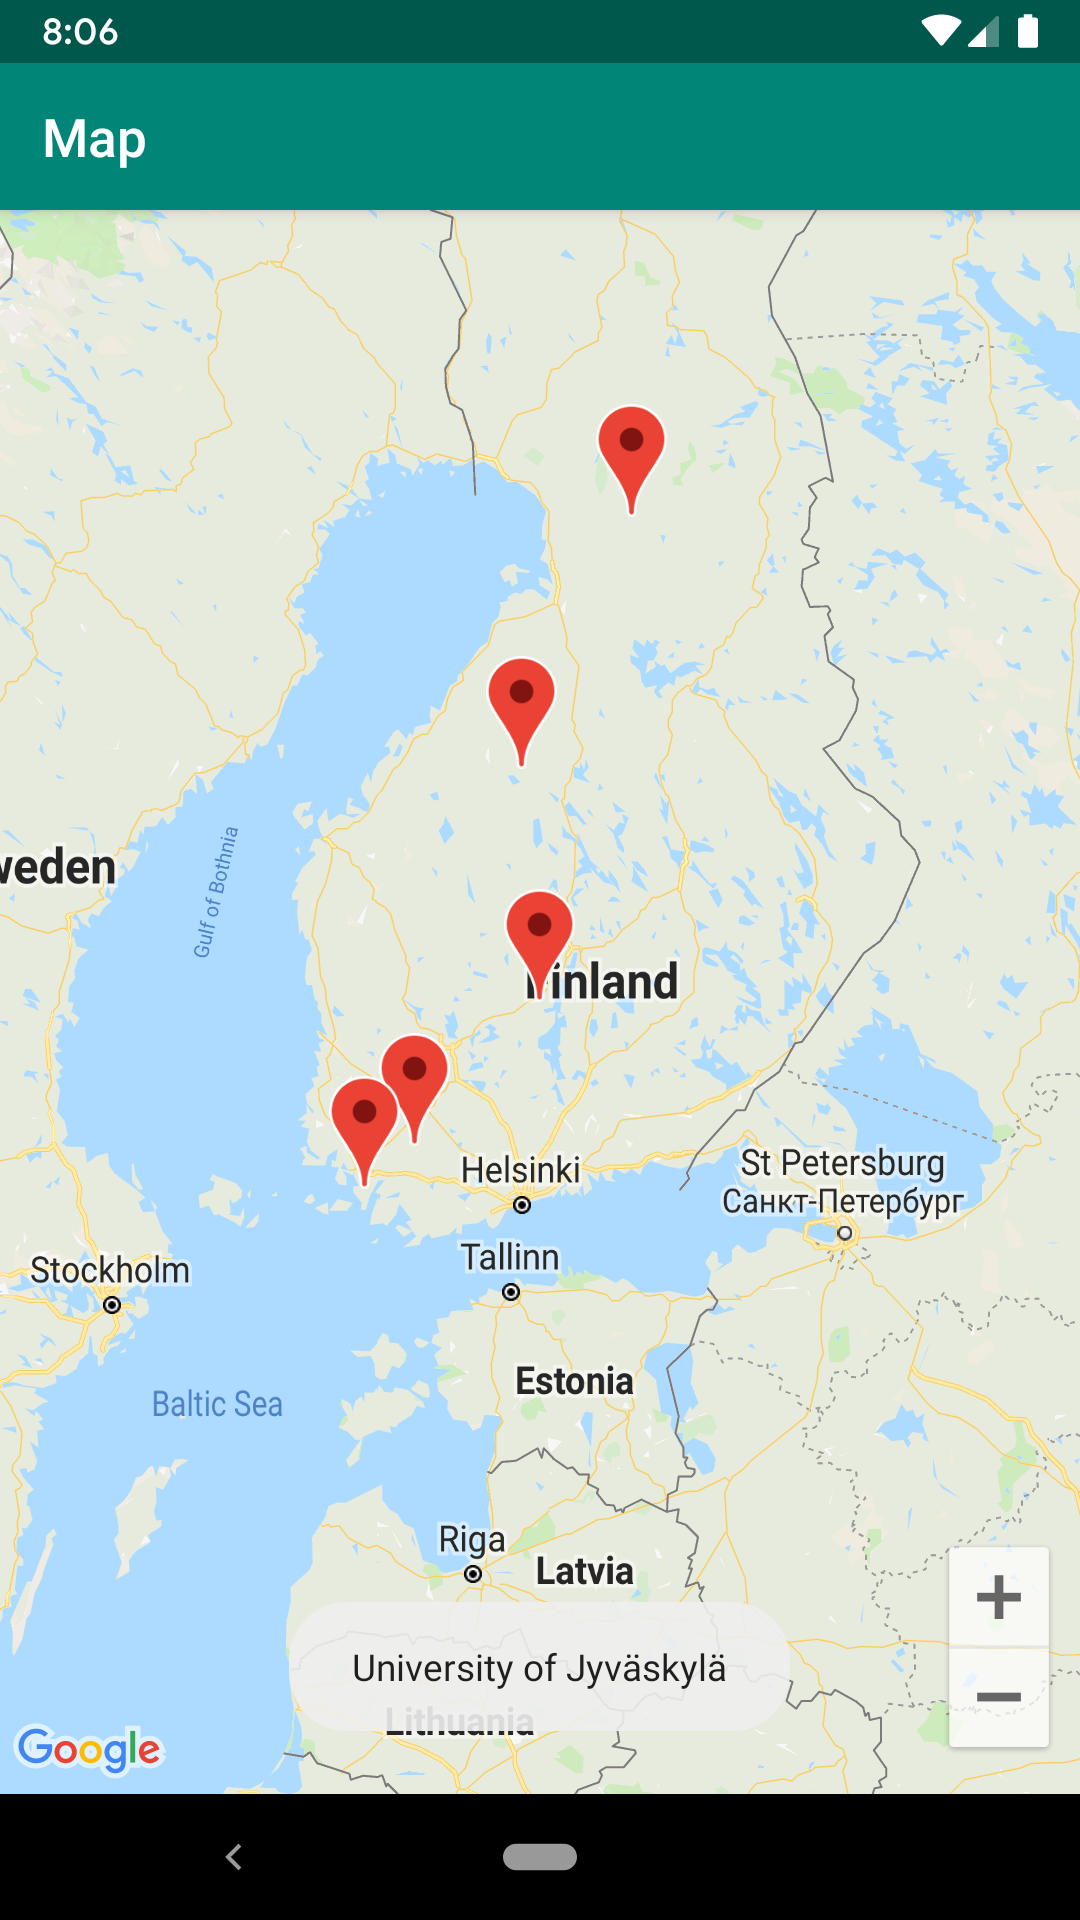 8:06
Map
weden
Gulf of Bothnia
Finland
Helsinki
St Petersburg
Санкт-Петербург
Tallinn
Stockholm
Estonia
Baltic Sea
Riga
Latvia
University of Jyväskylä
Lithuania
Google